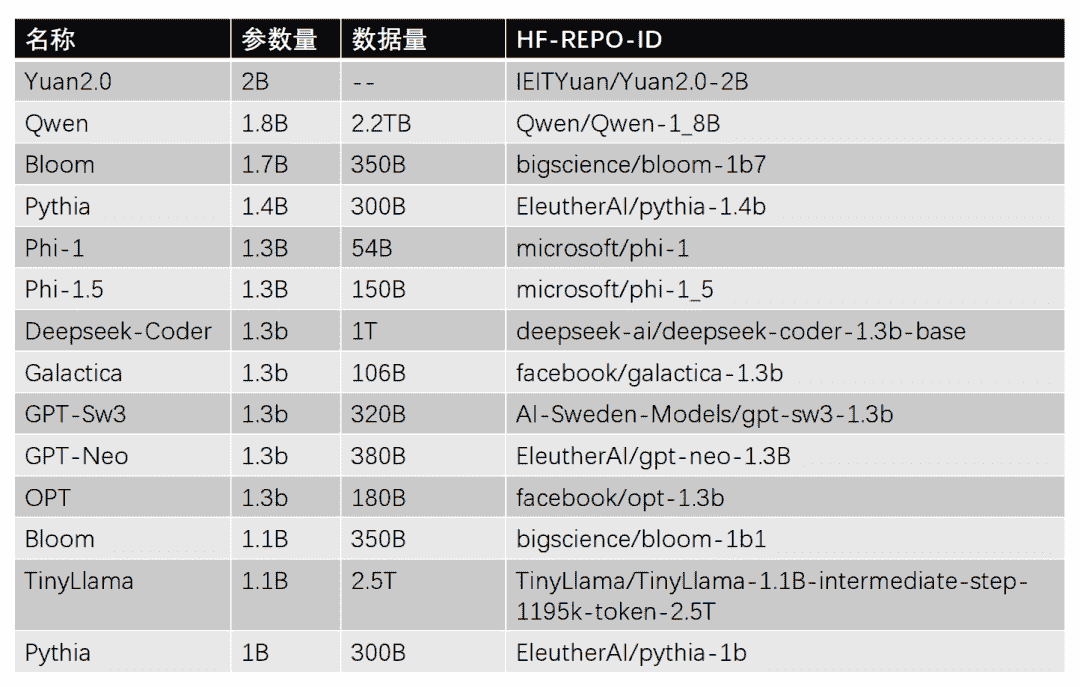 名称 参数量 数据量 HF-REPO-ID
Yuan2.0 2B -- IEITYuan/Yuan2.0-2B
Qwen 1.8B 2.2TB Qwen/Qwen-1_8B
Bloom 1.7B 350B bigscience/bloom-1b7
Pythia 1.4B 300B EleutherAI/pythia-1.4b
Phi-1 1.3B 54B microsoft/phi-1
Phi-1.5 1.3B 150B microsoft/phi-1_5
Deepseek-Coder 1.3b 1T deepseek-ai/deepseek-coder-1.3b-base
Galactica 1.3b 106B facebook/galactica-1.3b
GPT-Sw3 1.3b 320B AI-Sweden-Models/gpt-sw3-1.3b
GPT-Neo 1.3b 380B EleutherAI/gpt-neo-1.3B
OPT 1.3b 180B facebook/opt-1.3b
Bloom 1.1B 350B bigscience/bloom-1b1
TinyLlama 1.1B 2.5T TinyLlama/TinyLlama-1.1B-intermediate-step-
1195k-token-2.5T
Pythia 1B 300B EleutherAI/pythia-1b